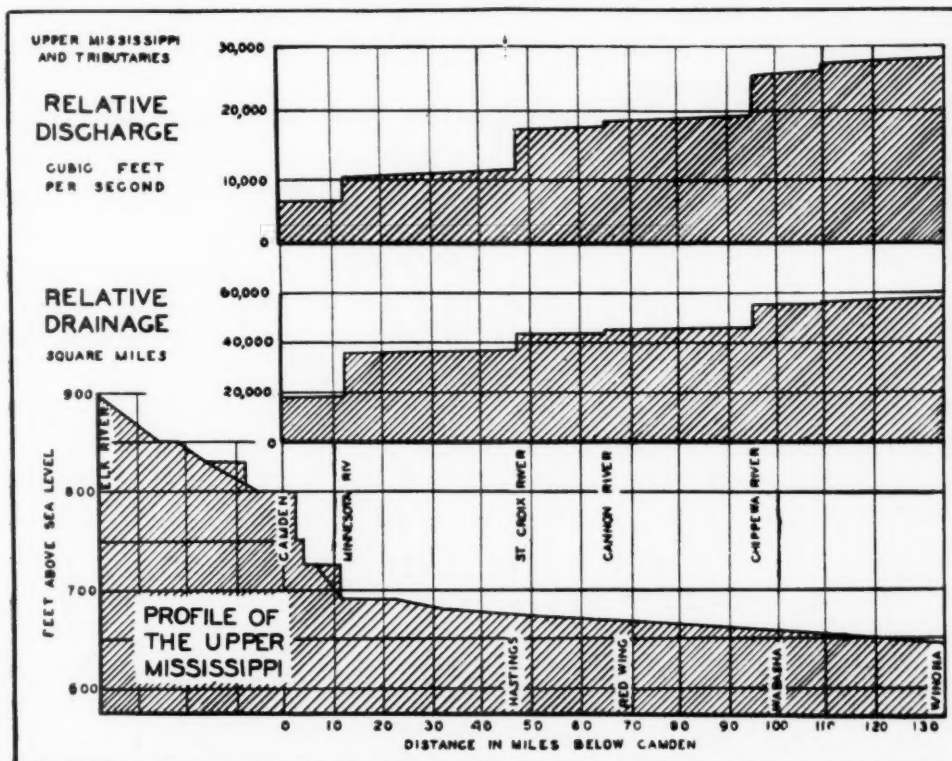 UPPER MISSISSIPPI
AND TRIBUTARIES
RELATIVE
DISCHARGE
CUBIC FEET
PER SECOND
30,000
20,000
10,000
0
RELATIVE
DRAINAGE
SQUARE MILES
60,000
40,000
20,000
0
900
800
700
600
FEET ABOVE SEA LEVEL
ELK RIVER
CAMDEN
MINNESOTA RIV
ST CROIX RIVER
CANNON RIVER
CHIPPEWA RIVER
PROFILE OF
THE UPPER
MISSISSIPPI
HASTINGS
RED WING
WABASHA
WINONA
0 10 20 30 40 50 60 70 80 90 100 110 120 130
DISTANCE IN MILES BELOW CAMDEN